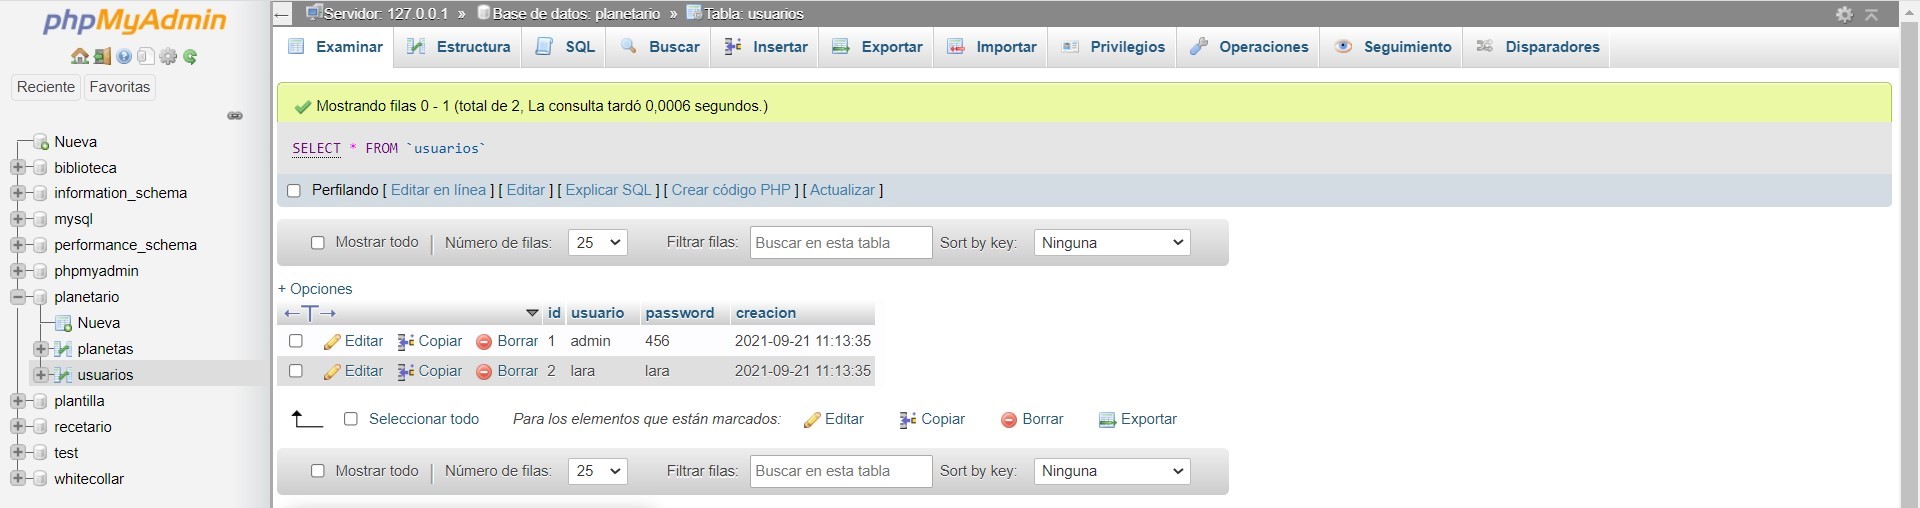 phpMyAdmin
Reciente Favoritas
Nueva
biblioteca
information_schema
mysql
performance_schema
phpmyadmin
planetario
Nueva
planetas
usuarios
plantilla
recetario
test
whitecollar
Servidor: 127.0.0.1 » Base de datos: planetario » Tabla: usuarios
Examinar Estructura SQL Buscar Insertar Exportar Importar Privilegios Operaciones Seguimiento Disparadores
Mostrando filas 0 - 1 (total de 2, La consulta tardó 0,0006 segundos.)
SELECT * FROM `usuarios`
Perfilando [ Editar en línea ] [ Editar ] [ Explicar SQL ] [ Crear código PHP ] [ Actualizar ]
Mostrar todo | Número de filas: 25 Filtrar filas: Buscar en esta tabla Sort by key: Ninguna
+ Opciones
←T→ id usuario password creacion
Editar Copiar Borrar 1 admin 456 2021-09-21 11:13:35
Editar Copiar Borrar 2 lara lara 2021-09-21 11:13:35
Seleccionar todo Para los elementos que están marcados: Editar Copiar Borrar Exportar
Mostrar todo | Número de filas: 25 Filtrar filas: Buscar en esta tabla Sort by key: Ninguna